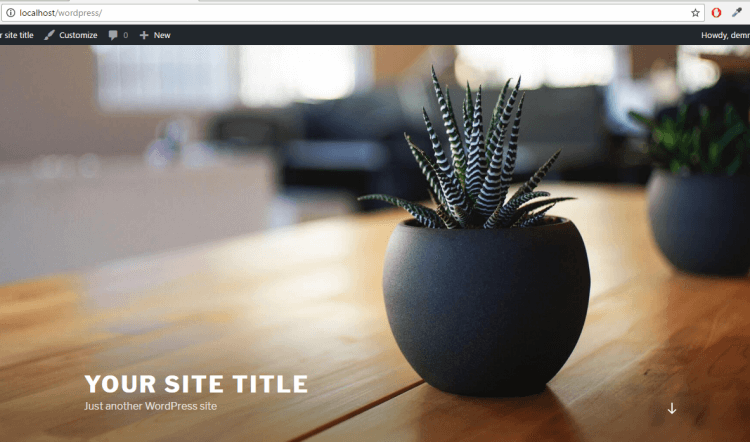 localhost/wordpress/
r site title Customize 0 New Howdy, demr
YOUR SITE TITLE
Just another WordPress site